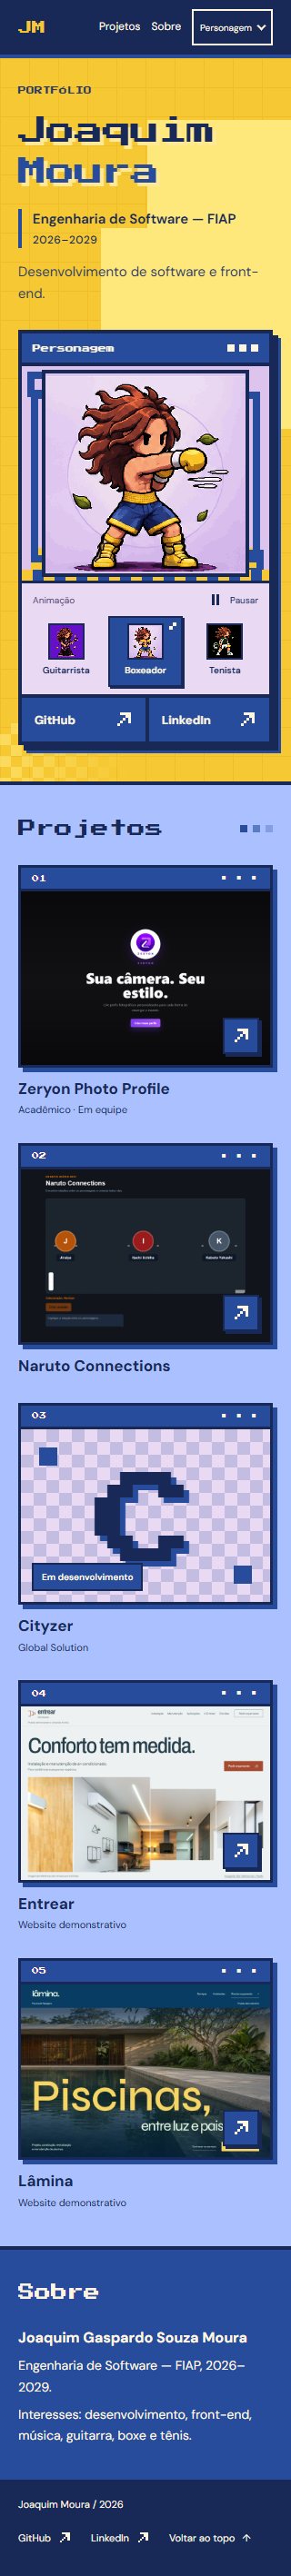 JM
Projetos Sobre Personagem
PORTFóLIO
Joaquim
Moura
Engenharia de Software — FIAP
2026–2029
Desenvolvimento de software e front-
end.
Personagem
Animação Pausar
Guitarrista Boxeador Tenista
GitHub LinkedIn
Projetos
01
Sua câmera. Seu
estilo.
Zeryon Photo Profile
Acadêmico · Em equipe
02
Naruto Connections
J I K
Naruto Connections
03
Em desenvolvimento
Cityzer
Global Solution
04
entrear
Conforto tem medida.
Entrear
Website demonstrativo
05
lâmina.
Piscinas,
entre luz e pais
Lâmina
Website demonstrativo
Sobre
Joaquim Gaspardo Souza Moura
Engenharia de Software — FIAP, 2026–
2029.
Interesses: desenvolvimento, front-end,
música, guitarra, boxe e tênis.
Joaquim Moura / 2026
GitHub LinkedIn Voltar ao topo ↑